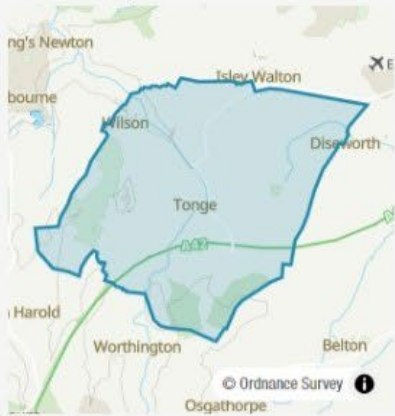 ng's Newton
Isley Walton
E
bourne
Wilson
Diseworth
Tonge
A42
Harold
Worthington
Belton
© Ordnance Survey i
Osgathorpe